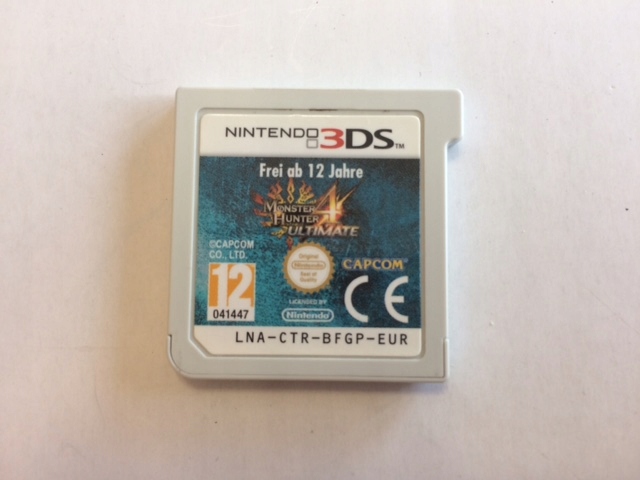 NINTENDO 3DS™
Frei ab 12 Jahre
MONSTER
HUNTER 4
ULTIMATE
©CAPCOM
CO., LTD.
Original
Nintendo
Seal of
Quality
CAPCOM
12
041447
LICENSED BY
Nintendo
CE
LNA-CTR-BFGP-EUR